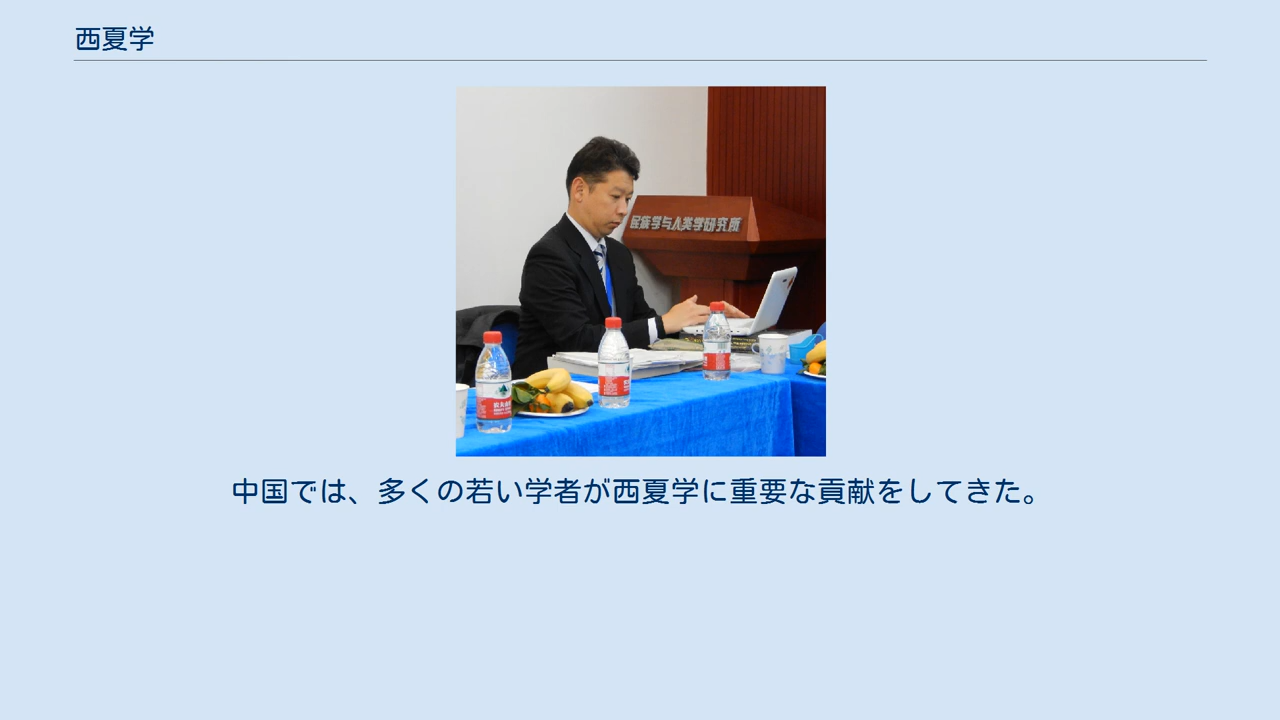 西夏学
民族学与人类学研究所
中国では、多くの若い学者が西夏学に重要な貢献をしてきた。